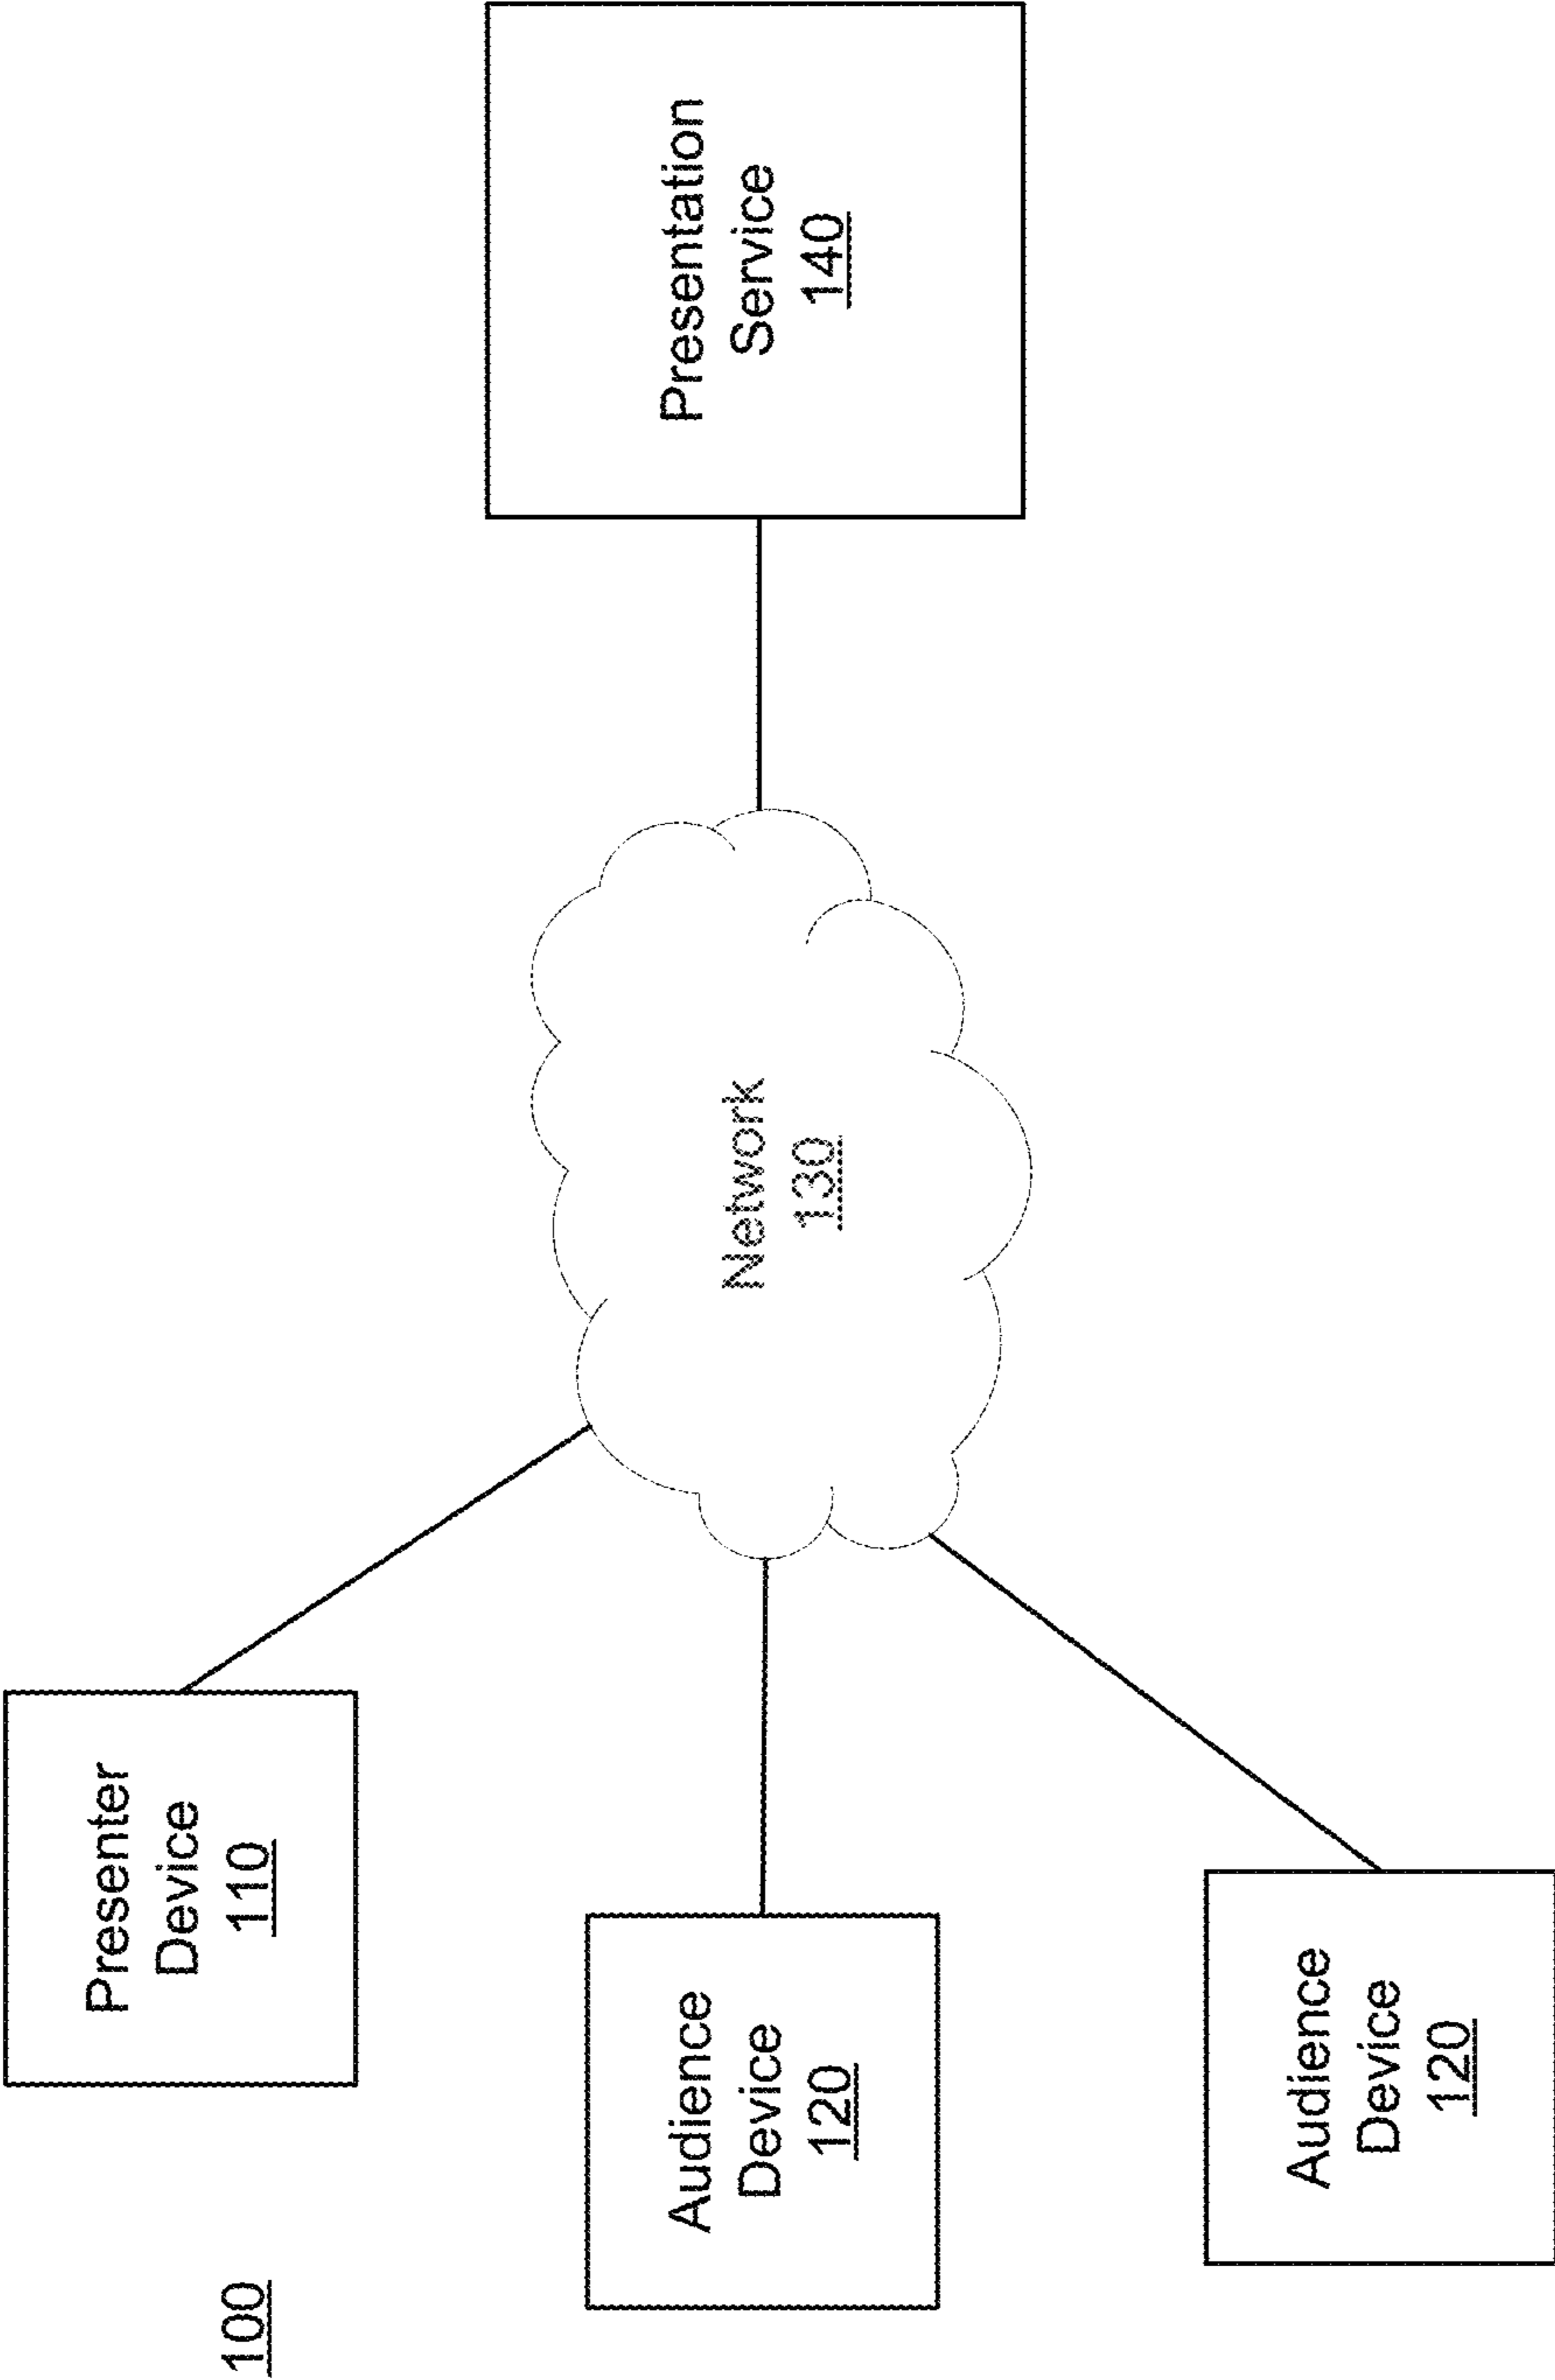 100
Presenter
Device
110
Audience
Device
120
Audience
Device
120
Network
130
Presentation
Service
140